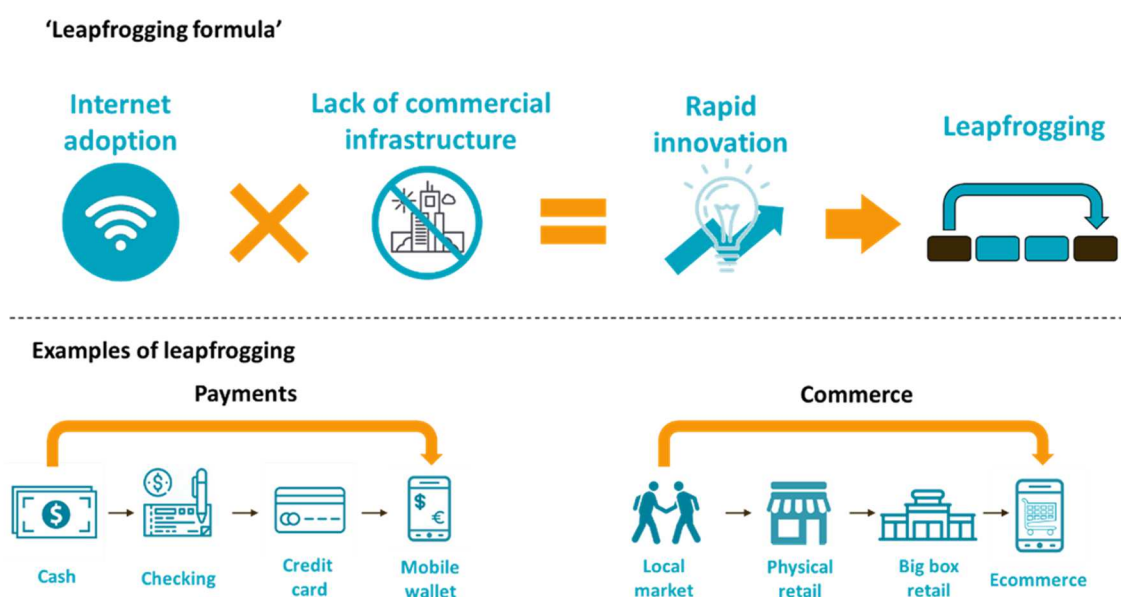 'Leapfrogging formula'
Internet
adoption
Lack of commercial
infrastructure
Rapid
innovation
Leapfrogging
Examples of leapfrogging
Payments
Commerce
$
$
$
€
Cash
Checking
Credit
card
Mobile
wallet
Local
market
Physical
retail
Big box
retail
Ecommerce